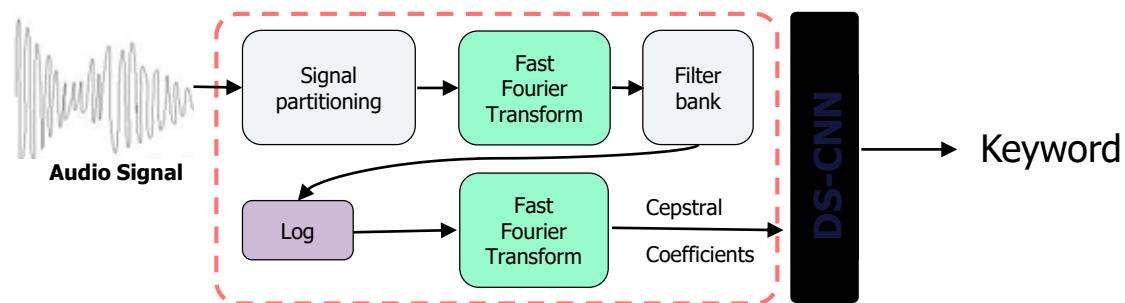 Audio Signal
Signal
partitioning
Fast
Fourier
Transform
Filter
bank
Log
Fast
Fourier
Transform
Cepstral
Coefficients
DS-CNN
Keyword